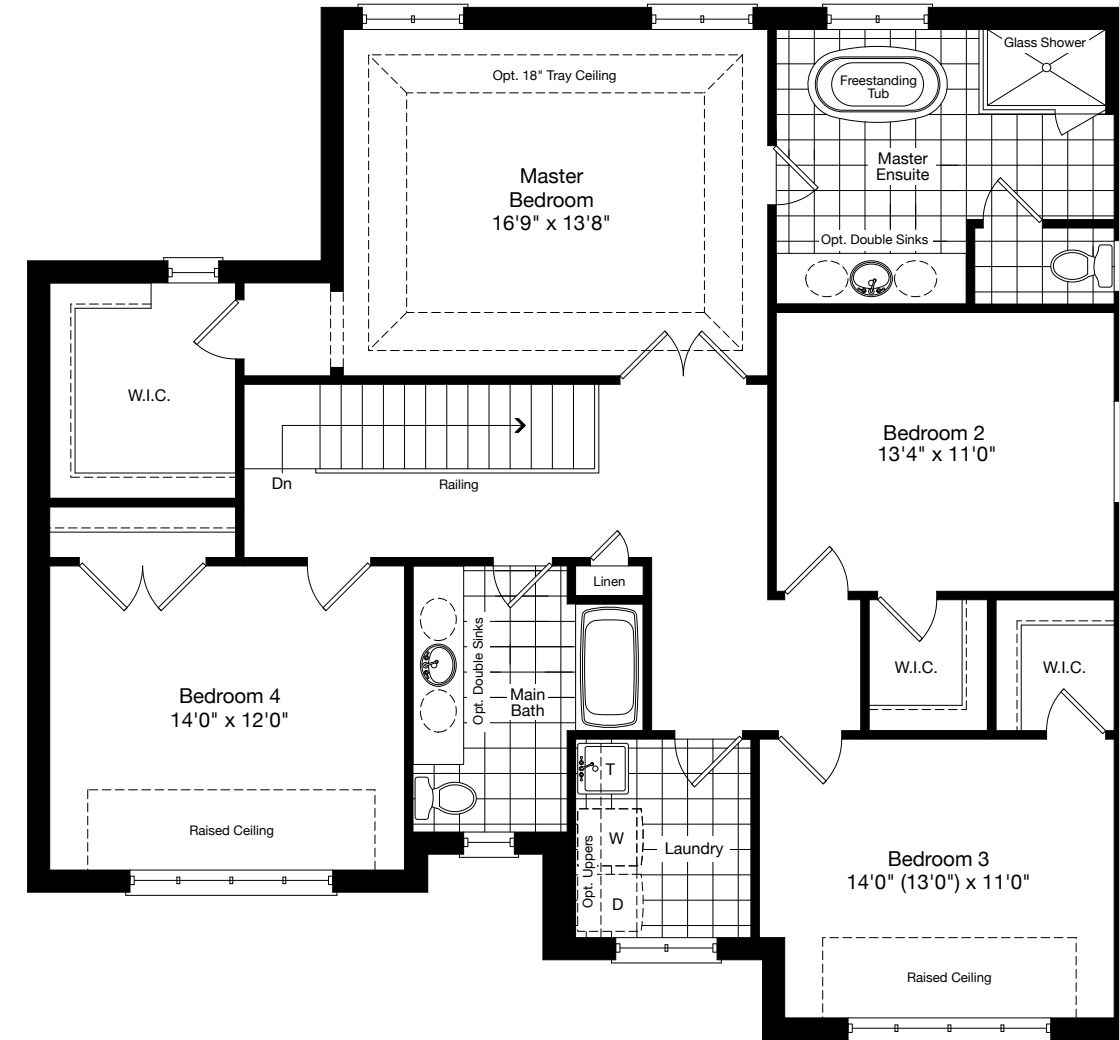 Opt. 18" Tray Ceiling
Glass Shower
Freestanding
Tub
Master
Bedroom
16'9" x 13'8"
Master
Ensuite
Opt. Double Sinks
W.I.C.
Bedroom 2
13'4" x 11'0"
Dn
Railing
Linen
Opt. Double Sinks
Main
Bath
W.I.C.
W.I.C.
Bedroom 4
14'0" x 12'0"
T
W
D
Opt. Uppers
Laundry
Raised Ceiling
Bedroom 3
14'0" (13'0") x 11'0"
Raised Ceiling